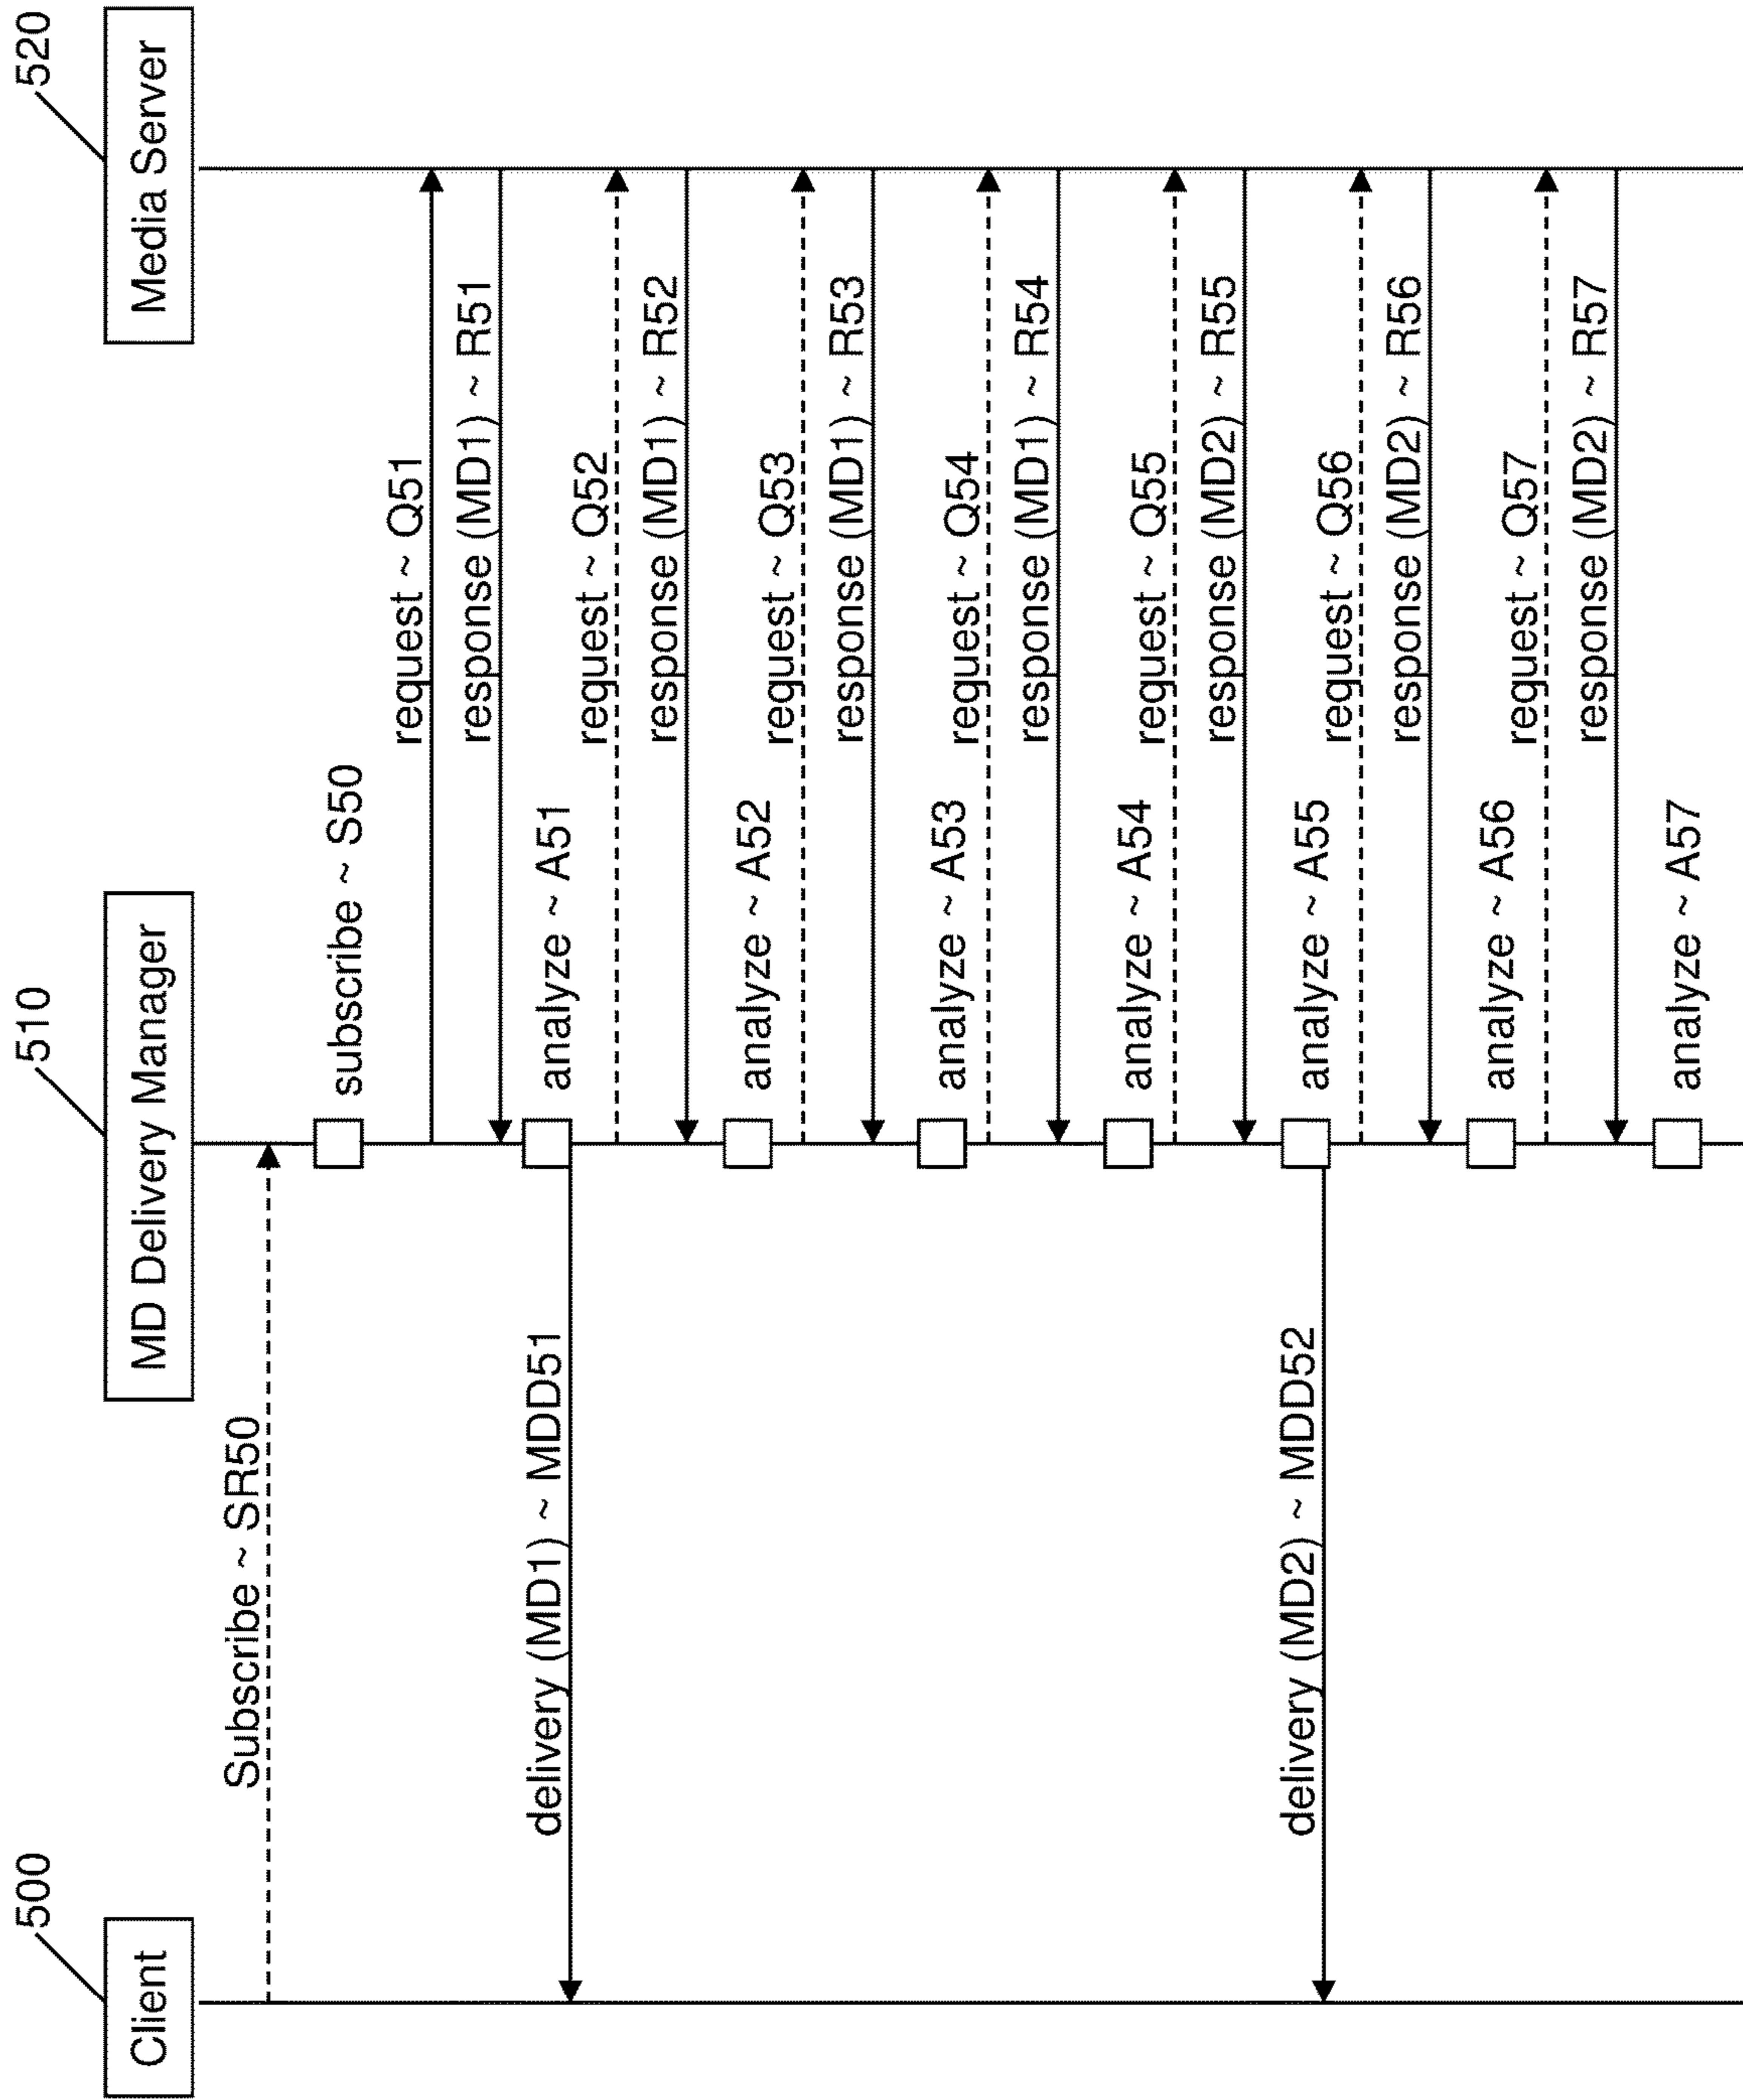 500
510
520
Client
MD Delivery Manager
Media Server
Subscribe ~ SR50
subscribe ~ S50
request ~ Q51
response (MD1) ~ R51
analyze ~ A51
delivery (MD1) ~ MDD51
request ~ Q52
response (MD1) ~ R52
analyze ~ A52
request ~ Q53
response (MD1) ~ R53
analyze ~ A53
request ~ Q54
response (MD1) ~ R54
analyze ~ A54
request ~ Q55
response (MD2) ~ R55
analyze ~ A55
delivery (MD2) ~ MDD52
request ~ Q56
response (MD2) ~ R56
analyze ~ A56
request ~ Q57
response (MD2) ~ R57
analyze ~ A57